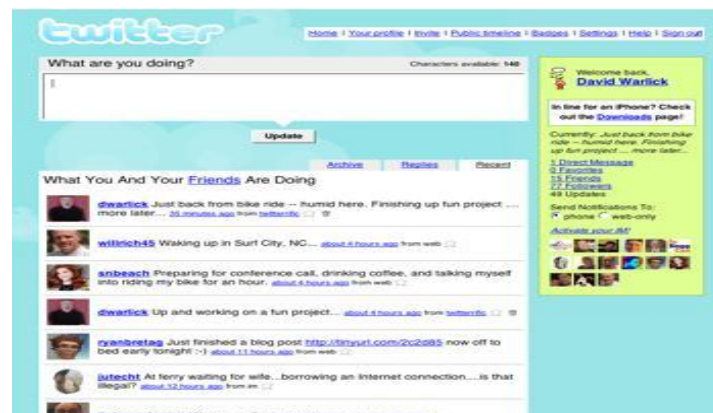 twitter
Home | Your profile | Invite | Public timeline | Badges | Settings | Help | Sign out
What are you doing?
Characters available: 140
Update
Archive
Replies
Recent
What You And Your Friends Are Doing
dwarlick Just back from bike ride -- humid here. Finishing up fun project ....
more later... 35 minutes ago from twitterrific
willrich45 Waking up in Surf City, NC... about 4 hours ago from web
snbeach Preparing for conference call, drinking coffee, and talking myself
into riding my bike for an hour. about 4 hours ago from web
dwarlick Up and working on a fun project... about 4 hours ago from twitterrific
ryanbretag Just finished a blog post http://tinyurl.com/2c2d85 now off to
bed early tonight :-) about 11 hours ago from web
jutecht At ferry waiting for wife...borrowing an Internet connection....is that
illegal? about 12 hours ago from im
Welcome back,
David Warlick
In line for an iPhone? Check
out the Downloads page!
Currently: Just back from bike
ride -- humid here. Finishing
up fun project .... more later...
1 Direct Message
0 Favorites
15 Friends
77 Followers
49 Updates
Send Notifications To:
phone web-only
Activate your IM!